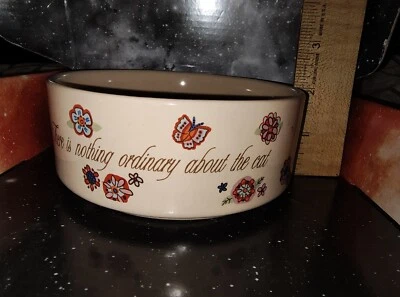 There is nothing ordinary about the cat
3